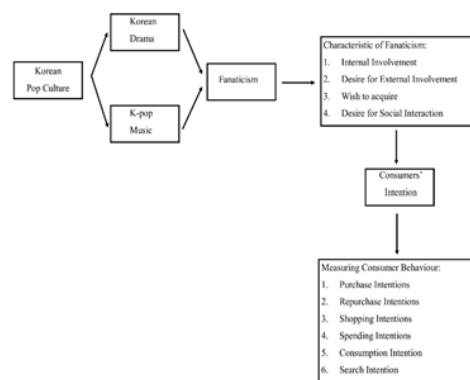 Korean
Drama
Korean
Pop Culture
K-pop
Music
Fanaticism
Characteristic of Fanaticism:
1. Internal Involvement
2. Desire for External Involvement
3. Wish to acquire
4. Desire for Social Interaction
Consumers'
Intention
Measuring Consumer Behaviour:
1. Purchase Intentions
2. Repurchase Intentions
3. Shopping Intentions
4. Spending Intentions
5. Consumption Intention
6. Search Intention